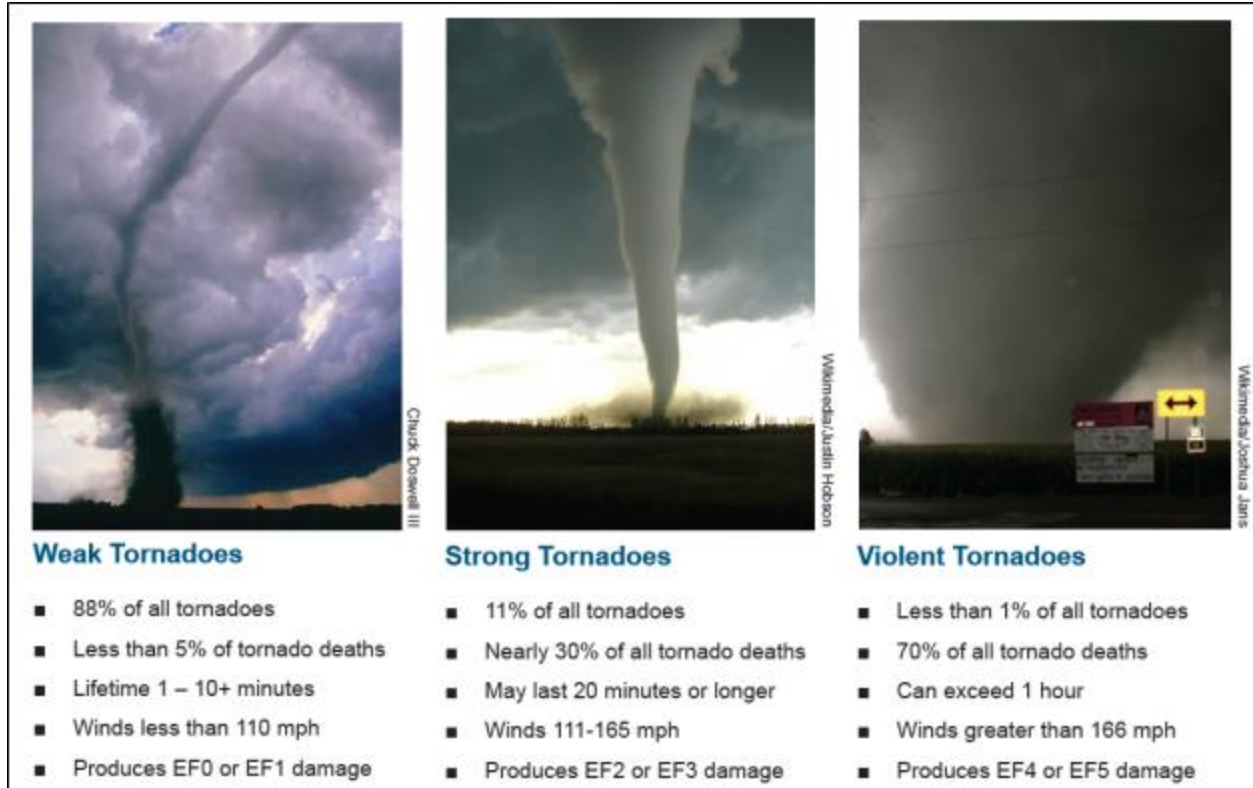 Chuck Doswell III
Wikimedia/Justin Hobson
Wikimedia/Joshua Jans
Weak Tornadoes
■ 88% of all tornadoes
■ Less than 5% of tornado deaths
■ Lifetime 1 – 10+ minutes
■ Winds less than 110 mph
■ Produces EF0 or EF1 damage
Strong Tornadoes
■ 11% of all tornadoes
■ Nearly 30% of all tornado deaths
■ May last 20 minutes or longer
■ Winds 111-165 mph
■ Produces EF2 or EF3 damage
Violent Tornadoes
■ Less than 1% of all tornadoes
■ 70% of all tornado deaths
■ Can exceed 1 hour
■ Winds greater than 166 mph
■ Produces EF4 or EF5 damage